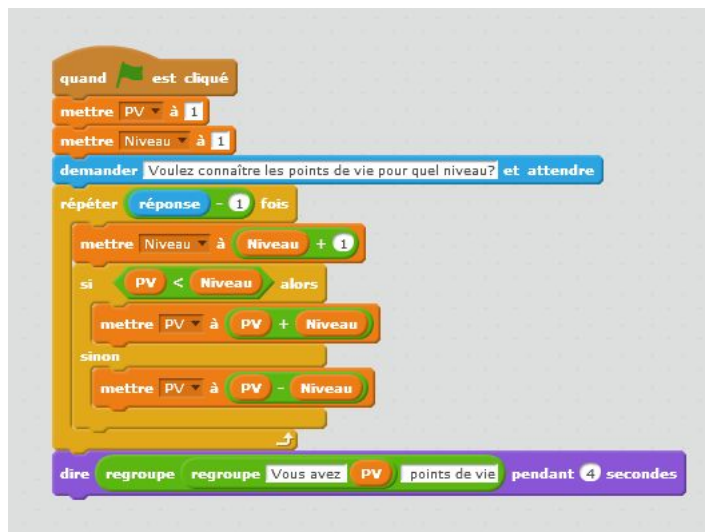 quand est cliqué
mettre PV à 1
mettre Niveau à 1
demander Voulez connaître les points de vie pour quel niveau? et attendre
répéter réponse - 1 fois
mettre Niveau à Niveau + 1
si PV < Niveau alors
mettre PV à PV + Niveau
sinon
mettre PV à PV - Niveau
dire regroupe regroupe Vous avez PV points de vie pendant 4 secondes